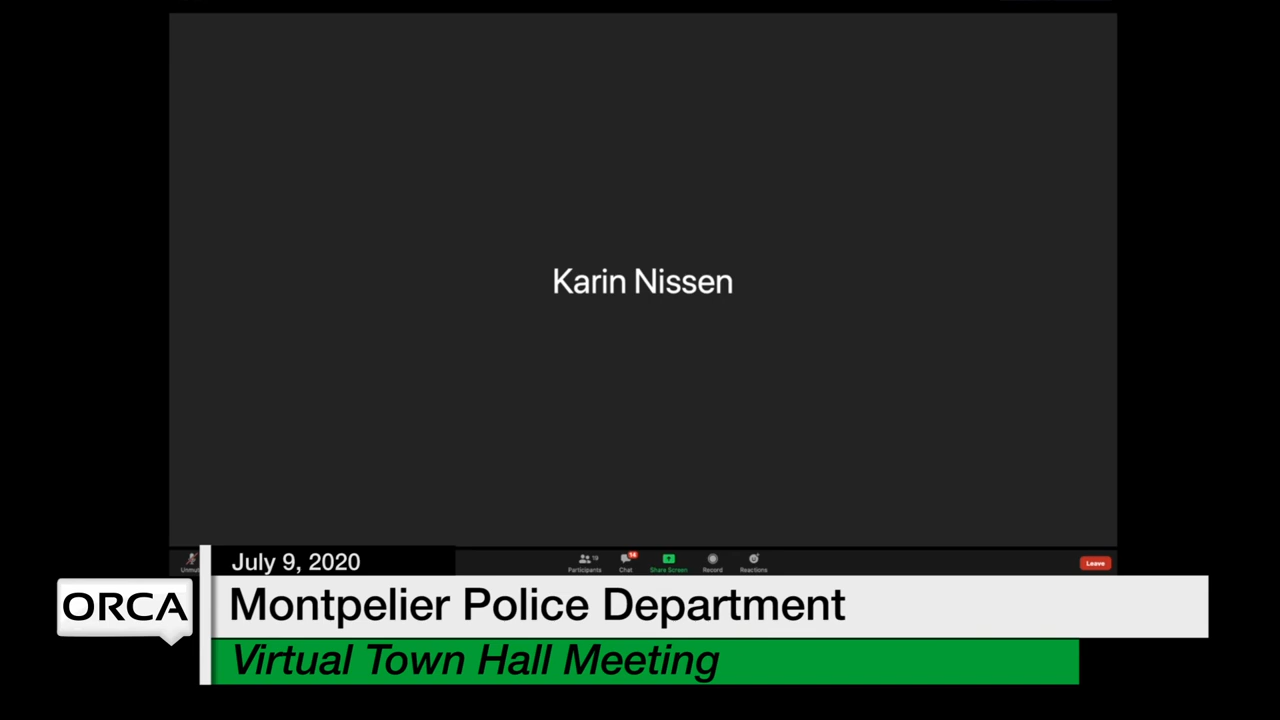 Karin Nissen
July 9, 2020
Participants 19 Chat Share Screen Record Reactions Leave
ORCA
Montpelier Police Department
Virtual Town Hall Meeting